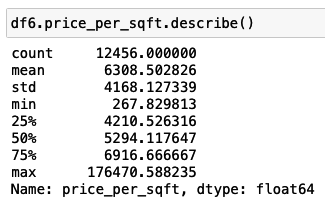 df6.price_per_sqft.describe()
count    12456.000000
mean      6308.502826
std       4168.127339
min        267.829813
25%       4210.526316
50%       5294.117647
75%       6916.666667
max     176470.588235
Name: price_per_sqft, dtype: float64